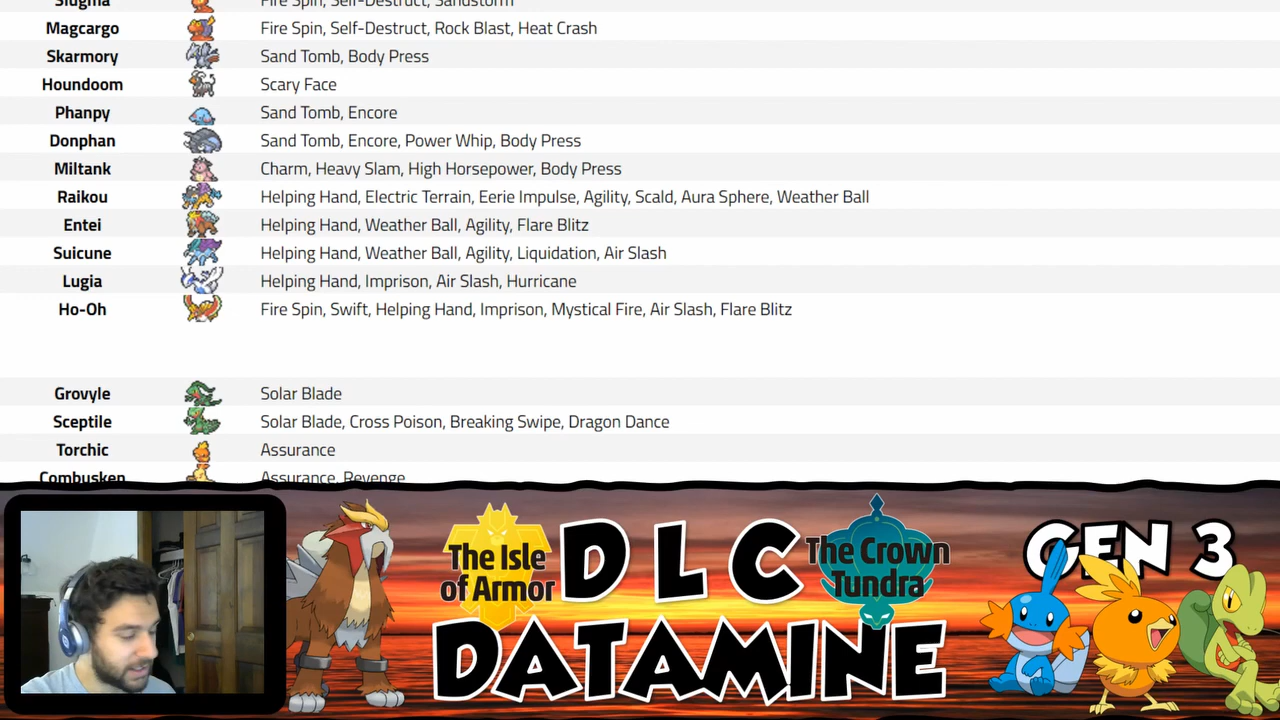 Slugma Fire Spin, Self-Destruct, Sandstorm
Magcargo Fire Spin, Self-Destruct, Rock Blast, Heat Crash
Skarmory Sand Tomb, Body Press
Houndoom Scary Face
Phanpy Sand Tomb, Encore
Donphan Sand Tomb, Encore, Power Whip, Body Press
Miltank Charm, Heavy Slam, High Horsepower, Body Press
Raikou Helping Hand, Electric Terrain, Eerie Impulse, Agility, Scald, Aura Sphere, Weather Ball
Entei Helping Hand, Weather Ball, Agility, Flare Blitz
Suicune Helping Hand, Weather Ball, Agility, Liquidation, Air Slash
Lugia Helping Hand, Imprison, Air Slash, Hurricane
Ho-Oh Fire Spin, Swift, Helping Hand, Imprison, Mystical Fire, Air Slash, Flare Blitz
Grovyle Solar Blade
Sceptile Solar Blade, Cross Poison, Breaking Swipe, Dragon Dance
Torchic Assurance
Combusken Assurance, Revenge
The Isle
of Armor
DLC
The Crown
Tundra
GEN 3
DATAMINE